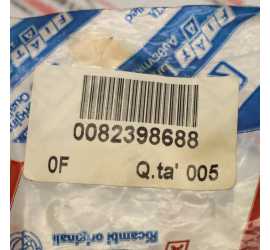 FIAT
0082398688
0F Q.ta' 005
Ricambi originali